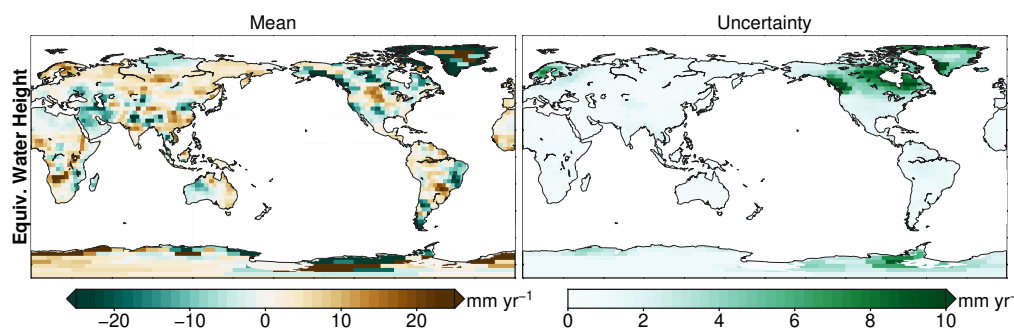 Mean
Uncertainty
Equiv. Water Height
−20 −10 0 10 20 mm yr⁻¹
0 2 4 6 8 10 mm yr⁻